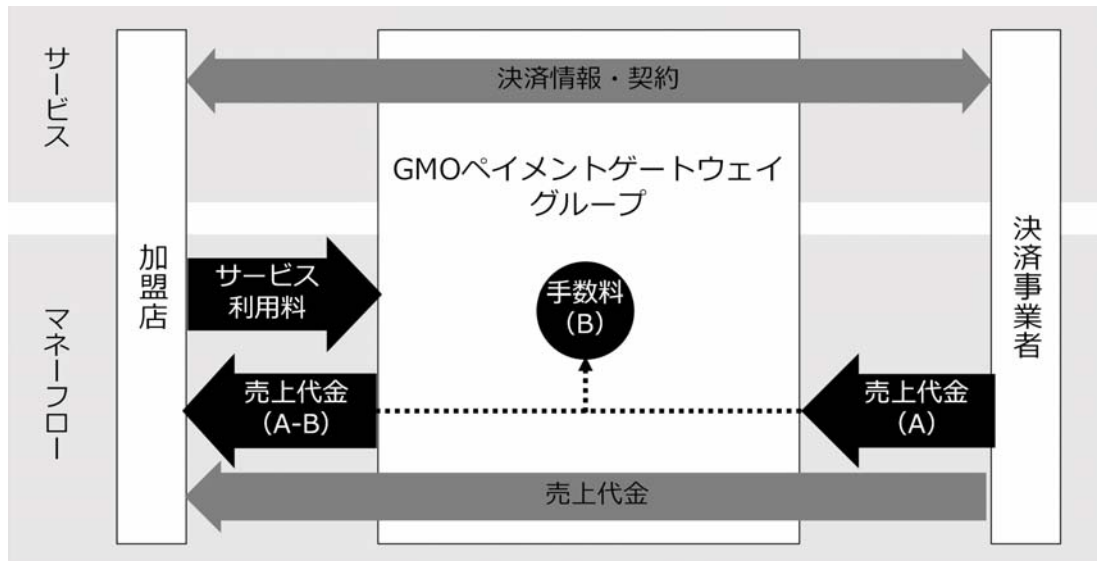 サービス
決済情報・契約
GMOペイメントゲートウェイ
グループ
加盟店
決済事業者
マネーフロー
サービス
利用料
手数料
（B）
売上代金
（A-B）
売上代金
（A）
売上代金